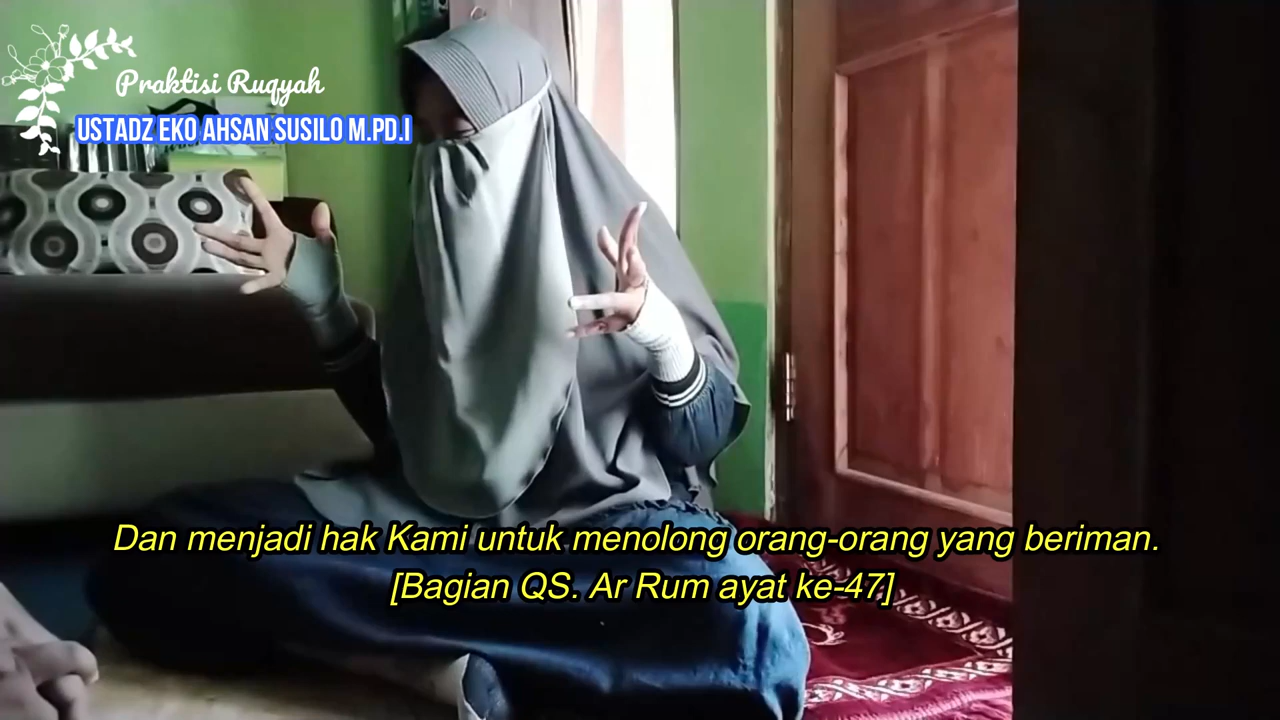 Praktisi Ruqyah
USTADZ EKO AHSAN SUSILO M.PD.I
Dan menjadi hak Kami untuk menolong orang-orang yang beriman.
[Bagian QS. Ar Rum ayat ke-47]